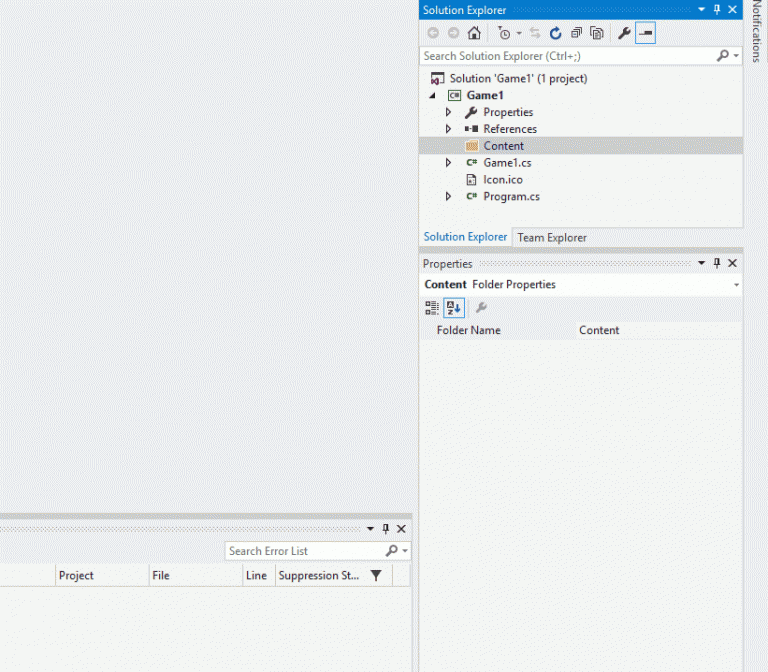 Solution Explorer
Notifications
Search Solution Explorer (Ctrl+;)
Solution 'Game1' (1 project)
C# Game1
Properties
References
Content
C# Game1.cs
Icon.ico
C# Program.cs
Solution Explorer Team Explorer
Properties
Content Folder Properties
Folder Name Content
Search Error List
Project File Line Suppression St...